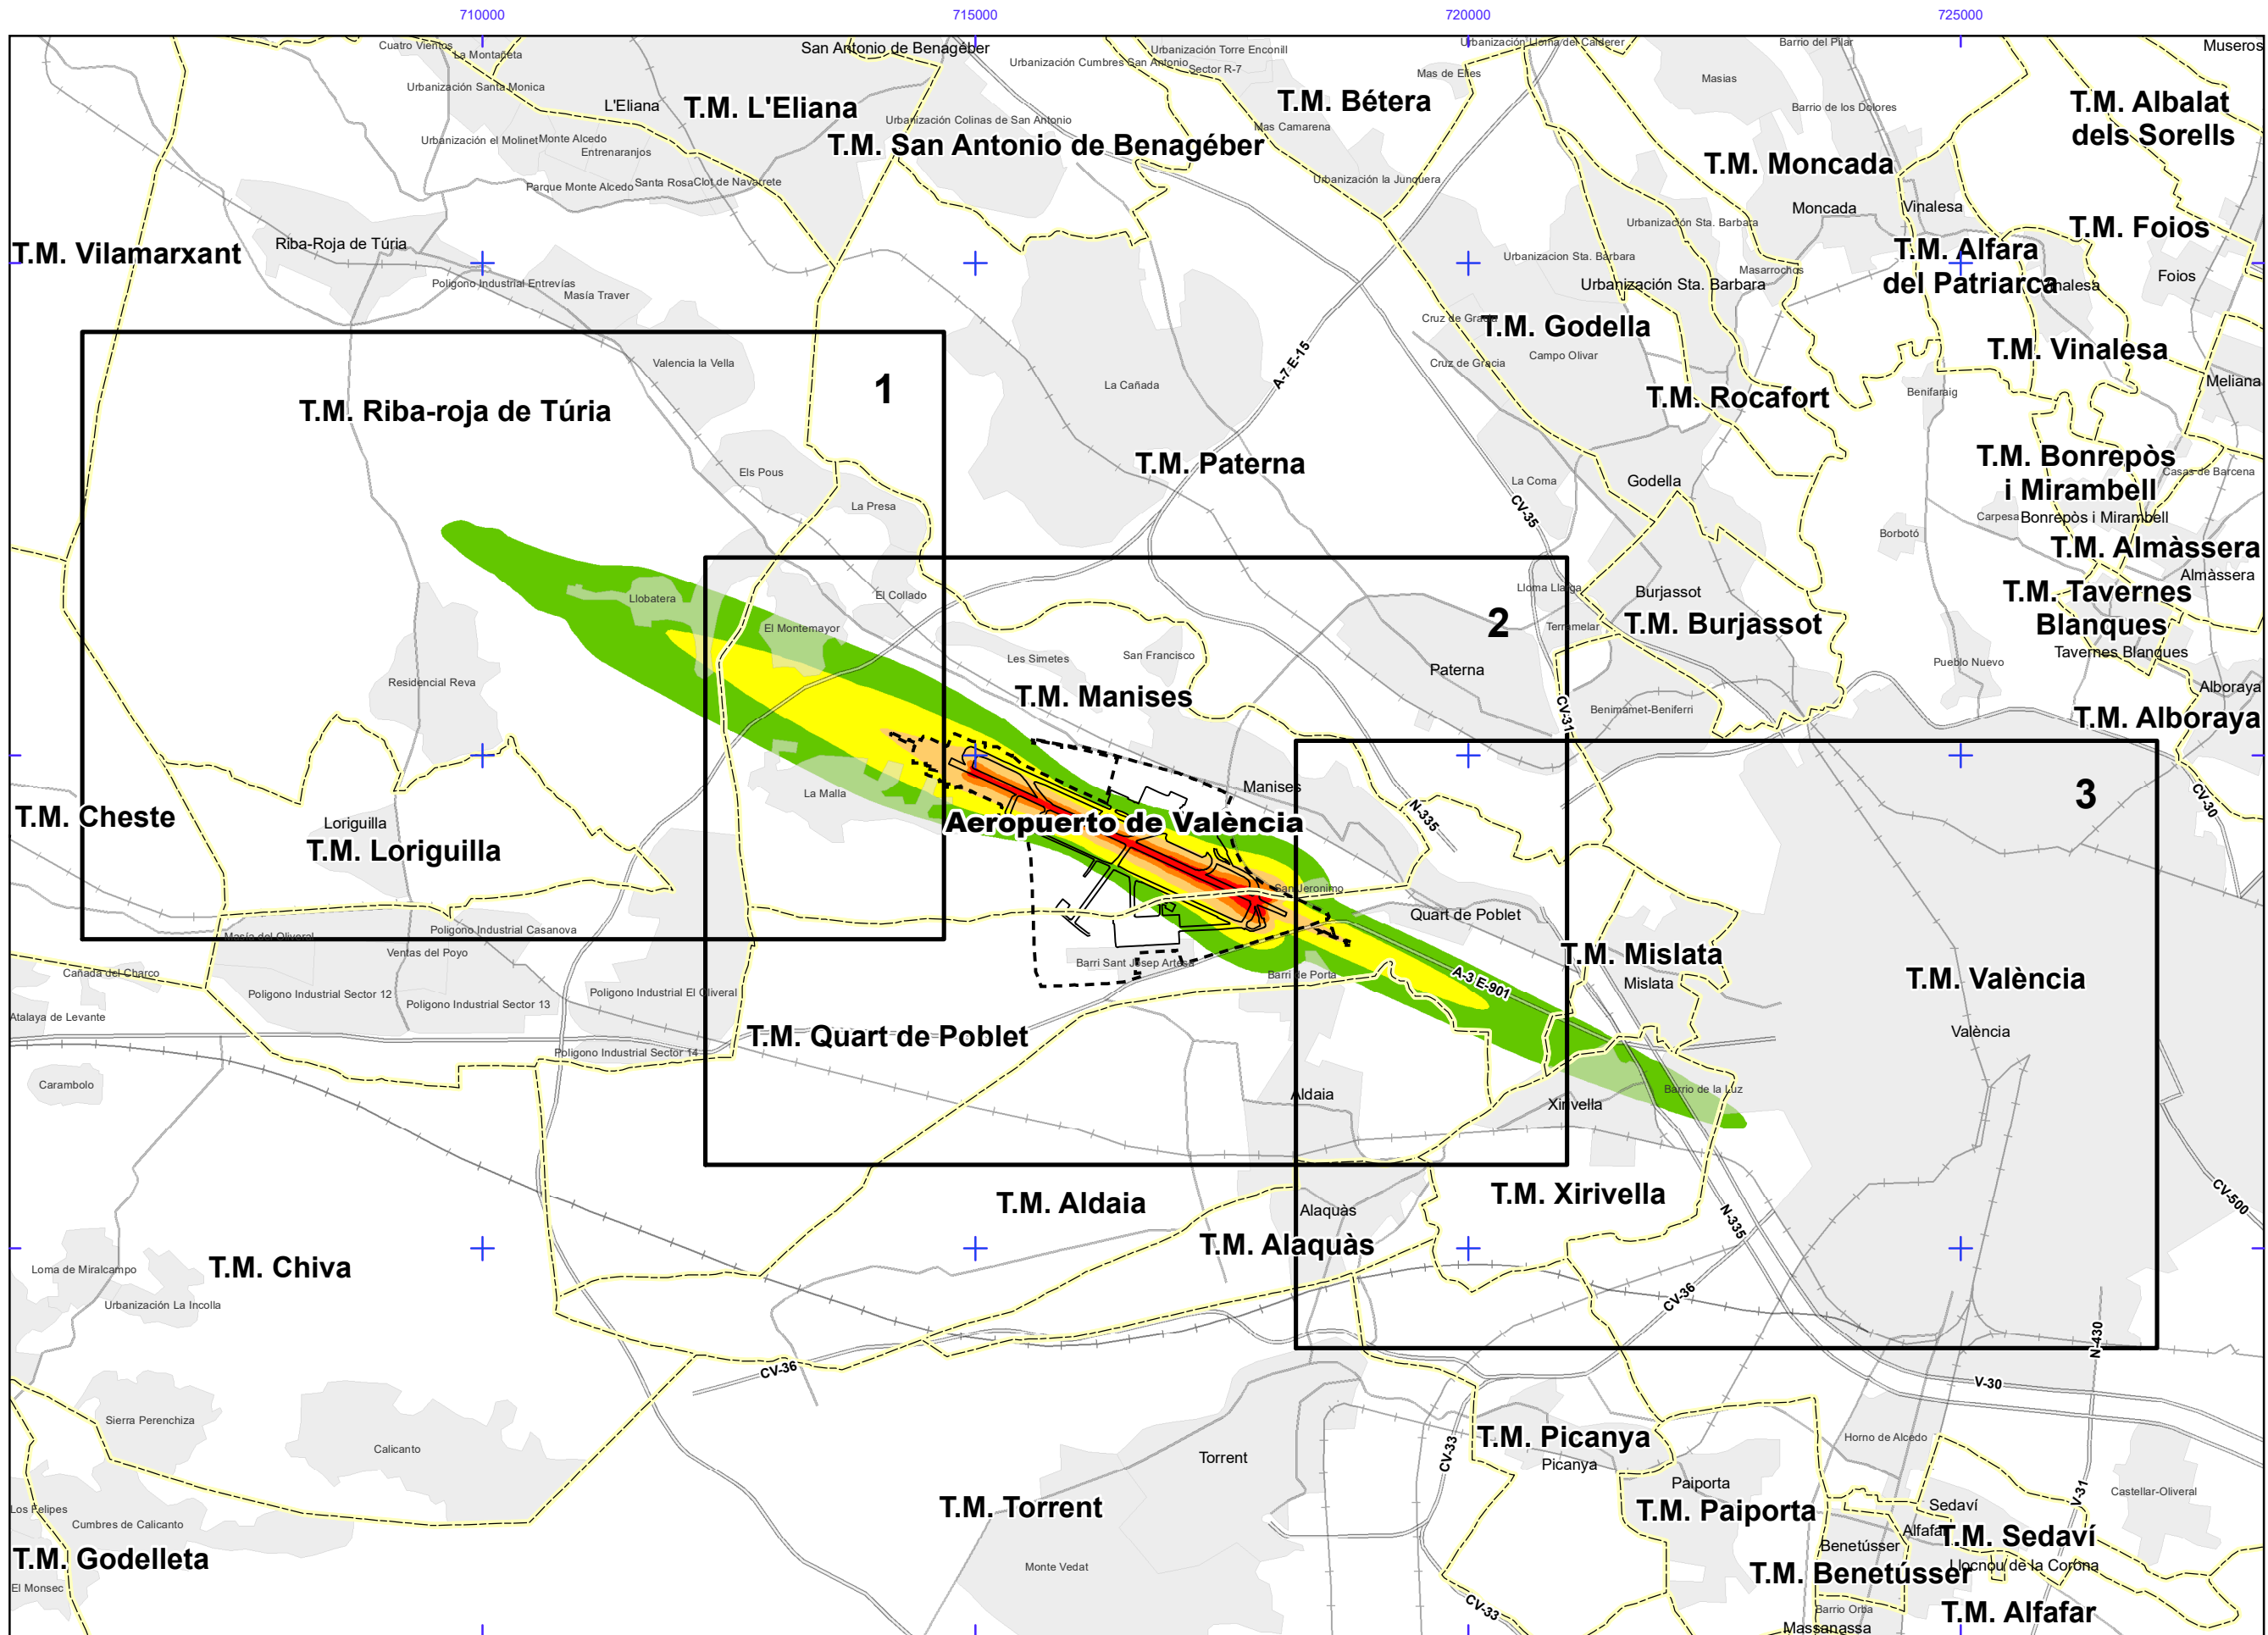 710000
715000
720000
725000
Cuatro Vientos
La Montañeta
San Antonio de Benagéber
Urbanización Torre Enconill
Urbanización Lloma del Calderer
Barrio del Pilar
Museros
Urbanización Cumbres San Antonio
Sector R-7
Mas de Elies
Masias
Urbanización Santa Monica
L'Eliana
T.M. L'Eliana
T.M. Bétera
Barrio de los Dolores
T.M. Albalat
dels Sorells
Urbanización Colinas de San Antonio
Mas Camarena
Urbanización el Molinet
Monte Alcedo
Entrenaranjos
T.M. San Antonio de Benagéber
T.M. Moncada
Parque Monte Alcedo
Santa Rosa
Clot de Navarrete
Urbanización la Junquera
Moncada
Vinalesa
Urbanización Sta. Barbara
T.M. Foios
T.M. Vilamarxant
Riba-Roja de Túria
Urbanizacion Sta. Bárbara
Masarrochos
T.M. Alfara
del Patriarca
Vinalesa
Foios
Poligono Industrial Entrevías
Masía Traver
Urbanización Sta. Barbara
Cruz de Gracia
T.M. Godella
T.M. Vinalesa
Campo Olivar
Cruz de Gracia
Valencia la Vella
A-7 E-15
La Cañada
1
Meliana
Benifaraig
T.M. Riba-roja de Túria
T.M. Rocafort
T.M. Paterna
T.M. Bonrepòs
i Mirambell
Casas de Barcena
Els Pous
La Presa
La Coma
Godella
CV-35
Carpesa
Bonrepòs i Mirambell
Borbotó
T.M. Almàssera
Almàssera
Llobatera
El Collado
Lloma Llarga
Burjassot
T.M. Tavernes
Blanques
El Montemayor
2
Terramelar
T.M. Burjassot
Les Simetes
San Francisco
Paterna
Pueblo Nuevo
Tavernes Blanques
Residencial Reva
T.M. Manises
CV-31
Benimamet-Beniferri
Alboraya
T.M. Alboraya
La Malla
Manises
3
CV-30
T.M. Cheste
Loriguilla
T.M. Loriguilla
Aeropuerto de València
N-335
San Jeronimo
Quart de Poblet
Masía del Oliveral
Poligono Industrial Casanova
Ventas del Poyo
Barri Sant Josep Artesà
Barri de Porta
T.M. Mislata
Mislata
T.M. València
Cañada del Charco
A-3 E-901
Poligono Industrial Sector 12
Poligono Industrial Sector 13
Poligono Industrial El Oliveral
Atalaya de Levante
T.M. Quart de Poblet
València
Poligono Industrial Sector 14
Carambolo
Aldaia
Xirivella
Barrio de la Luz
T.M. Aldaia
T.M. Xirivella
CV-500
Alaquàs
N-335
T.M. Alaquàs
Loma de Miralcampo
T.M. Chiva
Urbanización La Incolla
CV-36
N-430
CV-36
V-30
Sierra Perenchiza
Calicanto
Torrent
CV-33
T.M. Picanya
Picanya
Horno de Alcedo
Paiporta
V-31
Castellar-Oliveral
Los Felipes
Cumbres de Calicanto
T.M. Torrent
T.M. Paiporta
Sedaví
Alfafar
T.M. Sedaví
Benetússer
T.M. Godelleta
Monte Vedat
T.M. Benetússer
Llocnou de la Corona
El Monsec
CV-33
Barrio Orba
T.M. Alfafar
Massanassa